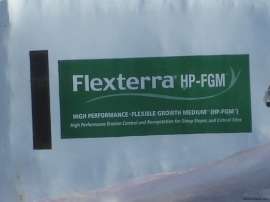 Flexterra® HP-FGM™
HIGH PERFORMANCE-FLEXIBLE GROWTH MEDIUM™ (HP-FGM™)
High Performance Erosion Control and Revegetation for Steep Slopes and Critical Sites